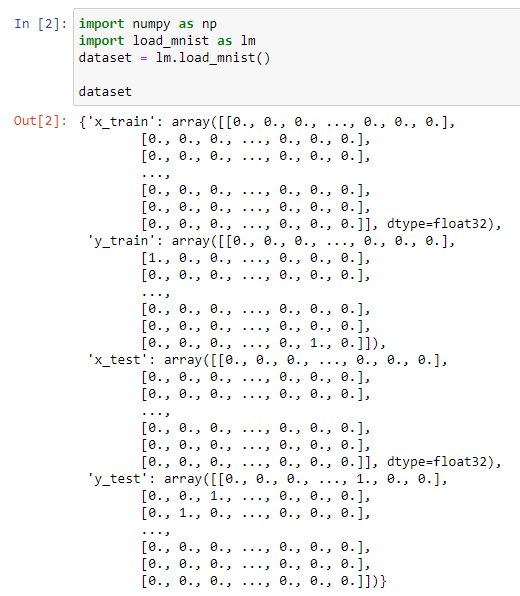 In [2]: import numpy as np
import load_mnist as lm
dataset = lm.load_mnist()

dataset
Out[2]: {'x_train': array([[0., 0., 0., ..., 0., 0., 0.],
        [0., 0., 0., ..., 0., 0., 0.],
        [0., 0., 0., ..., 0., 0., 0.],
        ...,
        [0., 0., 0., ..., 0., 0., 0.],
        [0., 0., 0., ..., 0., 0., 0.],
        [0., 0., 0., ..., 0., 0., 0.]], dtype=float32),
 'y_train': array([[0., 0., 0., ..., 0., 0., 0.],
        [1., 0., 0., ..., 0., 0., 0.],
        [0., 0., 0., ..., 0., 0., 0.],
        ...,
        [0., 0., 0., ..., 0., 0., 0.],
        [0., 0., 0., ..., 0., 0., 0.],
        [0., 0., 0., ..., 0., 1., 0.]]),
 'x_test': array([[0., 0., 0., ..., 0., 0., 0.],
        [0., 0., 0., ..., 0., 0., 0.],
        [0., 0., 0., ..., 0., 0., 0.],
        ...,
        [0., 0., 0., ..., 0., 0., 0.],
        [0., 0., 0., ..., 0., 0., 0.],
        [0., 0., 0., ..., 0., 0., 0.]], dtype=float32),
 'y_test': array([[0., 0., 0., ..., 1., 0., 0.],
        [0., 0., 1., ..., 0., 0., 0.],
        [0., 1., 0., ..., 0., 0., 0.],
        ...,
        [0., 0., 0., ..., 0., 0., 0.],
        [0., 0., 0., ..., 0., 0., 0.],
        [0., 0., 0., ..., 0., 0., 0.]])}